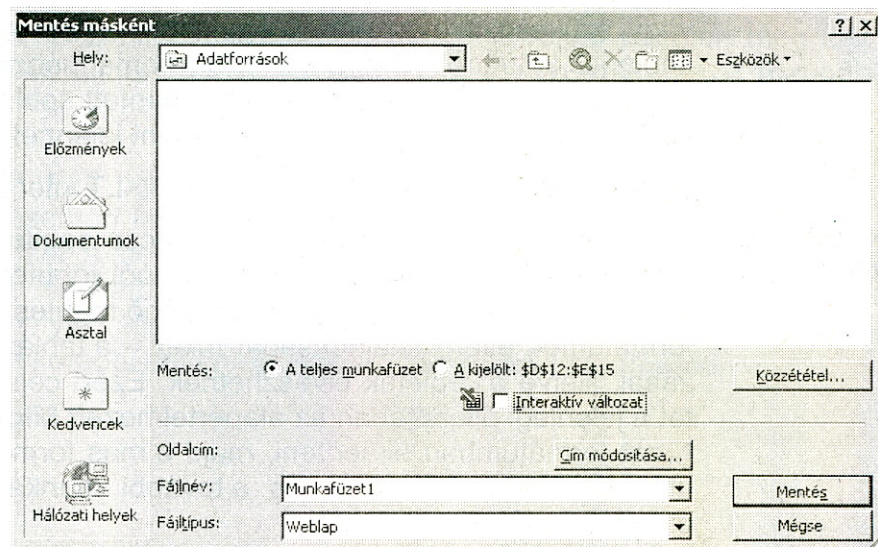 Mentés másként
Hely: Adatforrások Eszközök
Előzmények
Dokumentumok
Asztal
Kedvencek
Hálózati helyek
Mentés: A teljes munkafüzet A kijelölt: $D$12:$E$15 Közzététel...
Interaktív változat
Oldalcím: Cím módosítása...
Fájlnév: Munkafüzet1 Mentés
Fájltípus: Weblap Mégse